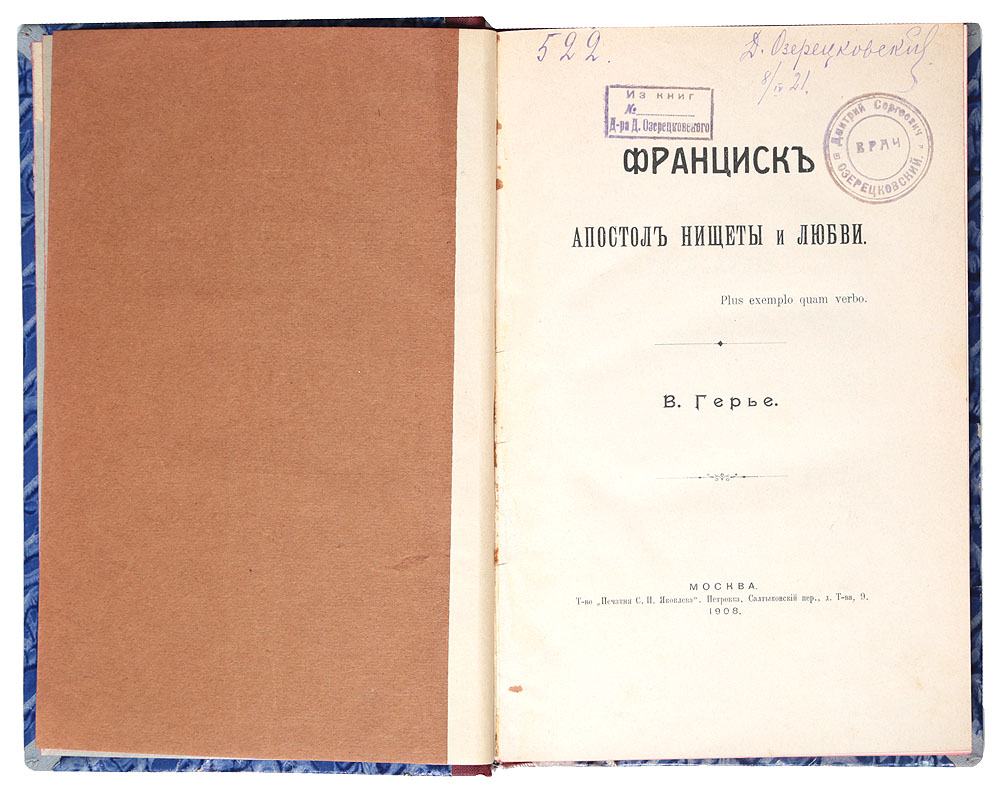 522.
Д. Озерецковский
8/IV 21.
Из книг
№
Д-ра Д. Озерецковского
Дмитрий Сергеевич
ВРАЧ
ОЗЕРЕЦКОВСКИЙ.
ФРАНЦИСКЪ
АПОСТОЛЪ НИЩЕТЫ и ЛЮБВИ.
Plus exemplo quam verbo.
В. Герье.
МОСКВА.
Т-во „Печатня С. П. Яковлева“. Петровка, Салтыковскій пер., д. Т-ва, 9.
1908.